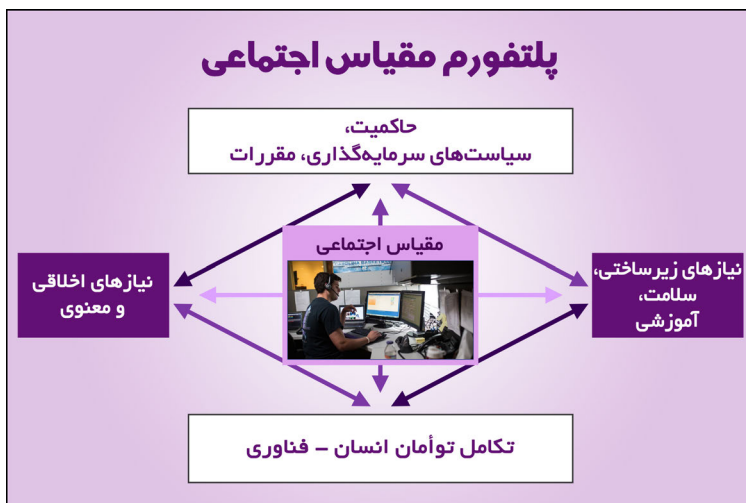 پلتفورم مقیاس اجتماعی
حاکمیت،
سیاست‌های سرمایه‌گذاری، مقررات
مقیاس اجتماعی
نیازهای زیرساختی،
سلامت،
آموزشی
نیازهای اخلاقی
و معنوی
تکامل توأمان انسان – فناوری